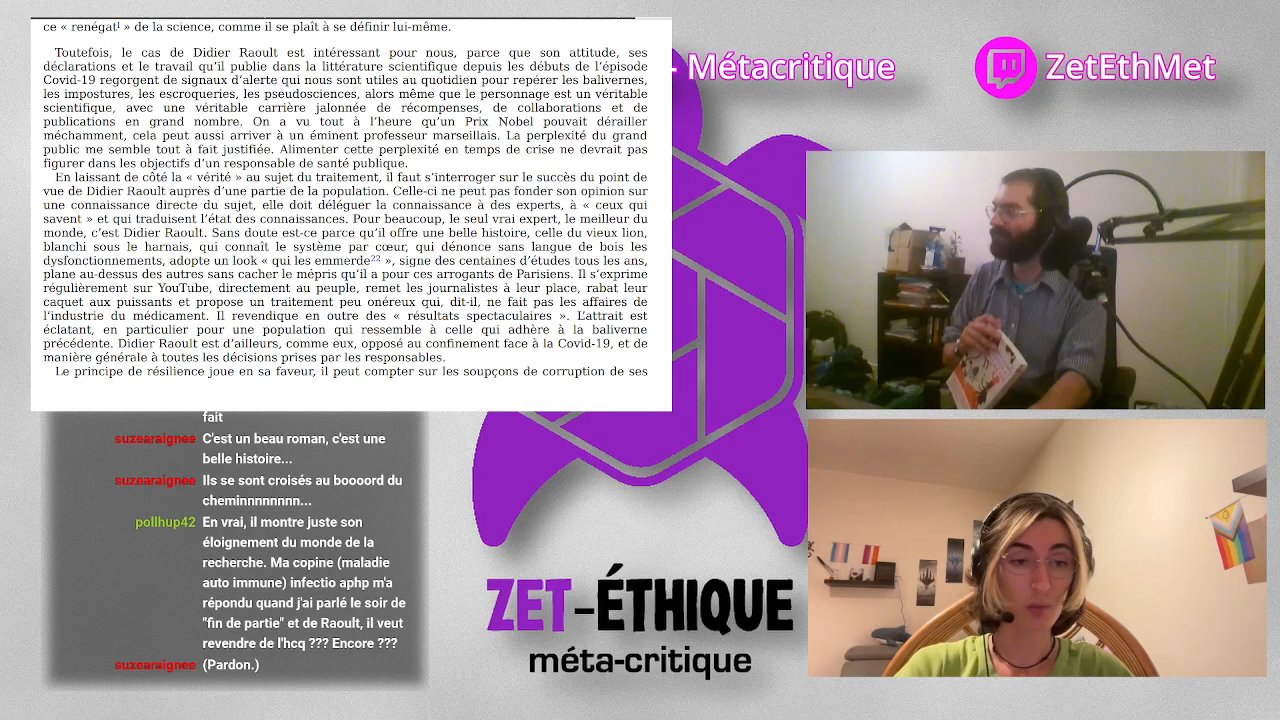 ce « renégat¹ » de la science, comme il se plaît à se définir lui-même.
Toutefois, le cas de Didier Raoult est intéressant pour nous, parce que son attitude, ses
déclarations et le travail qu'il publie dans la littérature scientifique depuis les débuts de l'épisode
Covid-19 regorgent de signaux d'alerte qui nous sont utiles au quotidien pour repérer les balivernes,
les impostures, les escroqueries, les pseudosciences, alors même que le personnage est un véritable
scientifique, avec une véritable carrière jalonnée de récompenses, de collaborations et de
publications en grand nombre. On a vu tout à l'heure qu'un Prix Nobel pouvait dérailler
méchamment, cela peut aussi arriver à un éminent professeur marseillais. La perplexité du grand
public me semble tout à fait justifiée. Alimenter cette perplexité en temps de crise ne devrait pas
figurer dans les objectifs d'un responsable de santé publique.
En laissant de côté la « vérité » au sujet du traitement, il faut s'interroger sur le succès du point de
vue de Didier Raoult auprès d'une partie de la population. Celle-ci ne peut pas fonder son opinion sur
une connaissance directe du sujet, elle doit déléguer la connaissance à des experts, à « ceux qui
savent » et qui traduisent l'état des connaissances. Pour beaucoup, le seul vrai expert, le meilleur du
monde, c'est Didier Raoult. Sans doute est-ce parce qu'il offre une belle histoire, celle du vieux lion,
blanchi sous le harnais, qui connaît le système par cœur, qui dénonce sans langue de bois les
dysfonctionnements, adopte un look « qui les emmerde²² », signe des centaines d'études tous les ans,
plane au-dessus des autres sans cacher le mépris qu'il a pour ces arrogants de Parisiens. Il s'exprime
régulièrement sur YouTube, directement au peuple, remet les journalistes à leur place, rabat leur
caquet aux puissants et propose un traitement peu onéreux qui, dit-il, ne fait pas les affaires de
l'industrie du médicament. Il revendique en outre des « résultats spectaculaires ». L'attrait est
éclatant, en particulier pour une population qui ressemble à celle qui adhère à la baliverne
précédente. Didier Raoult est d'ailleurs, comme eux, opposé au confinement face à la Covid-19, et de
manière générale à toutes les décisions prises par les responsables.
Le principe de résilience joue en sa faveur, il peut compter sur les soupçons de corruption de ses
- Métacritique
ZetEthMet
fait
suzearaignee C'est un beau roman, c'est une
belle histoire...
suzearaignee Ils se sont croisés au boooord du
cheminnnnnnn...
pollhup42 En vrai, il montre juste son
éloignement du monde de la
recherche. Ma copine (maladie
auto immune) infectio aphp m'a
répondu quand j'ai parlé le soir de
"fin de partie" et de Raoult, il veut
revendre de l'hcq ??? Encore ???
suzearaignee (Pardon.)
ZET-ÉTHIQUE
méta-critique